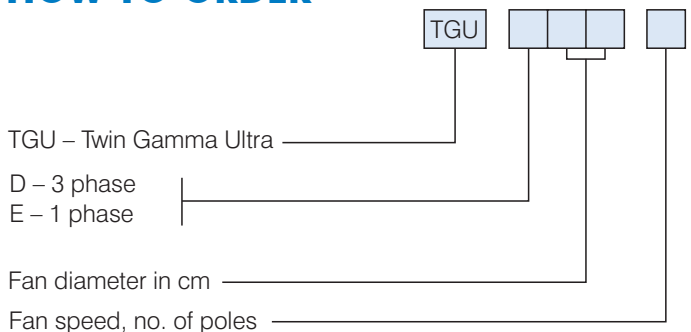 HOW TO ORDER
TGU
TGU – Twin Gamma Ultra
D – 3 phase
E – 1 phase
Fan diameter in cm
Fan speed, no. of poles